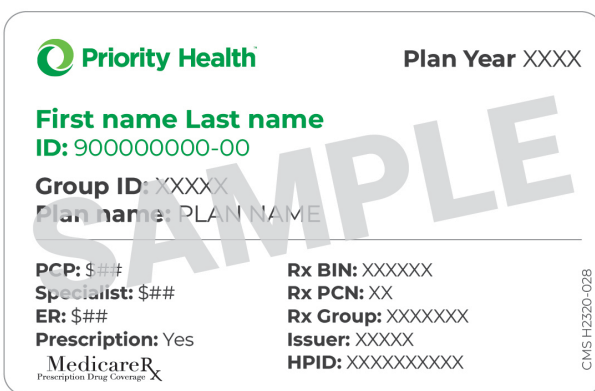 Priority Health
Plan Year XXXX
First name Last name
ID: 900000000-00
Group ID: XXXXX
Plan name: PLAN NAME
SAMPLE
PCP: $##
Specialist: $##
ER: $##
Prescription: Yes
MedicareRx
Prescription Drug Coverage
Rx BIN: XXXXXX
Rx PCN: XX
Rx Group: XXXXXXX
Issuer: XXXXX
HPID: XXXXXXXXXX
CMS H2320-028